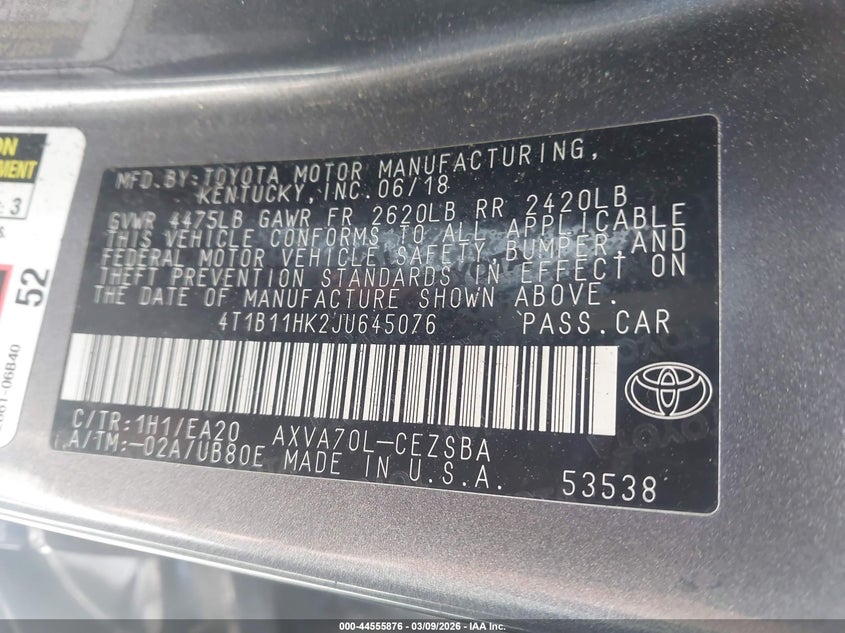 MFD.BY:TOYOTA MOTOR MANUFACTURING,
KENTUCKY, INC. 06/18
GVWR 4475LB GAWR FR 2620LB RR 2420LB
THIS VEHICLE CONFORMS TO ALL APPLICABLE
FEDERAL MOTOR VEHICLE SAFETY, BUMPER,AND
THEFT PREVENTION STANDARDS IN EFFECT ON
THE DATE OF MANUFACTURE SHOWN ABOVE.
4T1B11HK2JU645076 PASS.CAR
C/TR:1H1/EA20 AXVA70L-CEZSBA
A/TM:-02A/UB80E MADE IN U.S.A. 53538
3
52
000-44555876 | 03/09/2026 | IAA Inc.